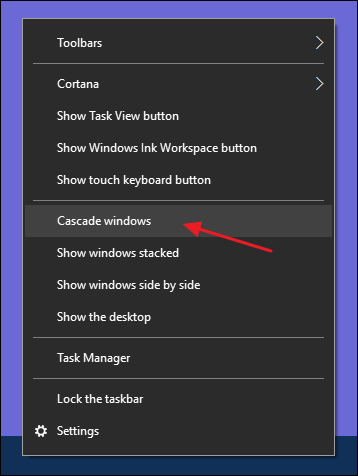 Toolbars
Cortana
Show Task View button
Show Windows Ink Workspace button
Show touch keyboard button
Cascade windows
Show windows stacked
Show windows side by side
Show the desktop
Task Manager
Lock the taskbar
Settings